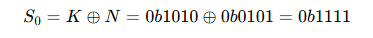 S₀ = K ⊕ N = 0b1010 ⊕ 0b0101 = 0b1111